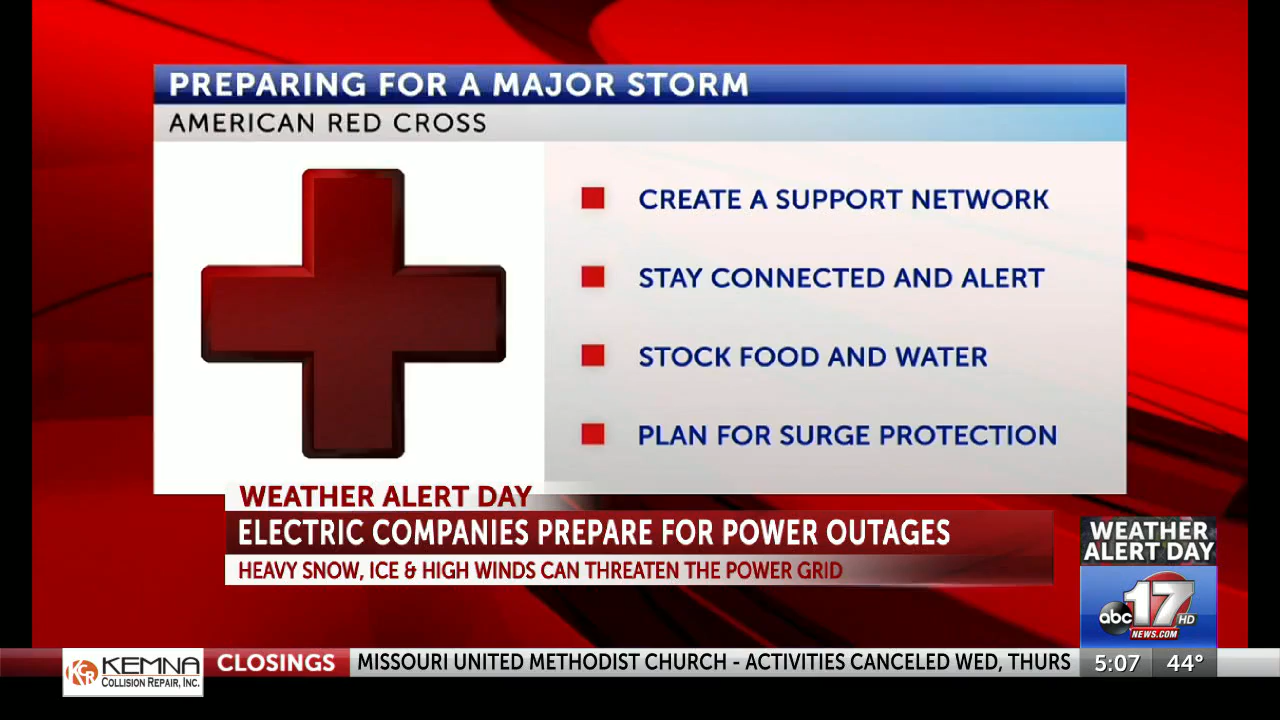 PREPARING FOR A MAJOR STORM
AMERICAN RED CROSS
CREATE A SUPPORT NETWORK
STAY CONNECTED AND ALERT
STOCK FOOD AND WATER
PLAN FOR SURGE PROTECTION
WEATHER ALERT DAY
ELECTRIC COMPANIES PREPARE FOR POWER OUTAGES
HEAVY SNOW, ICE & HIGH WINDS CAN THREATEN THE POWER GRID
WEATHER
ALERT DAY
abc 17 HD
NEWS.COM
KCR KEMNA
COLLISION REPAIR, INC.
CLOSINGS
MISSOURI UNITED METHODIST CHURCH - ACTIVITIES CANCELED WED, THURS
5:07 44°